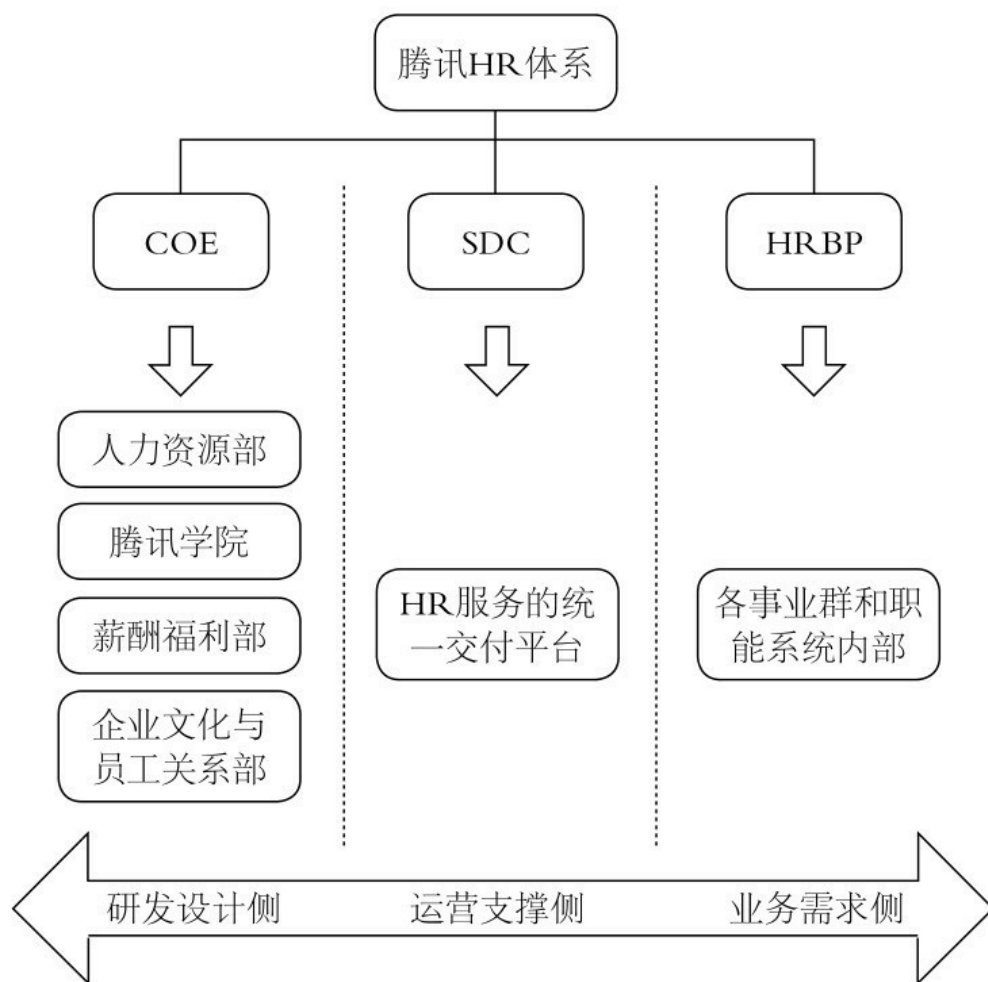 腾讯HR体系
COE
SDC
HRBP
人力资源部
腾讯学院
薪酬福利部
企业文化与
员工关系部
HR服务的统
一交付平台
各事业群和职
能系统内部
研发设计侧
运营支撑侧
业务需求侧